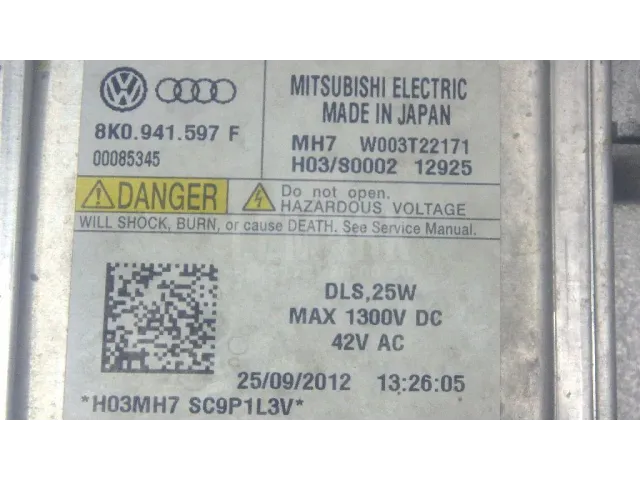 8K0.941.597 F
00085345
MITSUBISHI ELECTRIC
MADE IN JAPAN
MH7 W003T22171
H03/S0002 12925
DANGER
Do not open.
HAZARDOUS VOLTAGE
WILL SHOCK, BURN, or cause DEATH. See Service Manual.
DLS,25W
MAX 1300V DC
42V AC
25/09/2012 13:26:05
*H03MH7 SC9P1L3V*